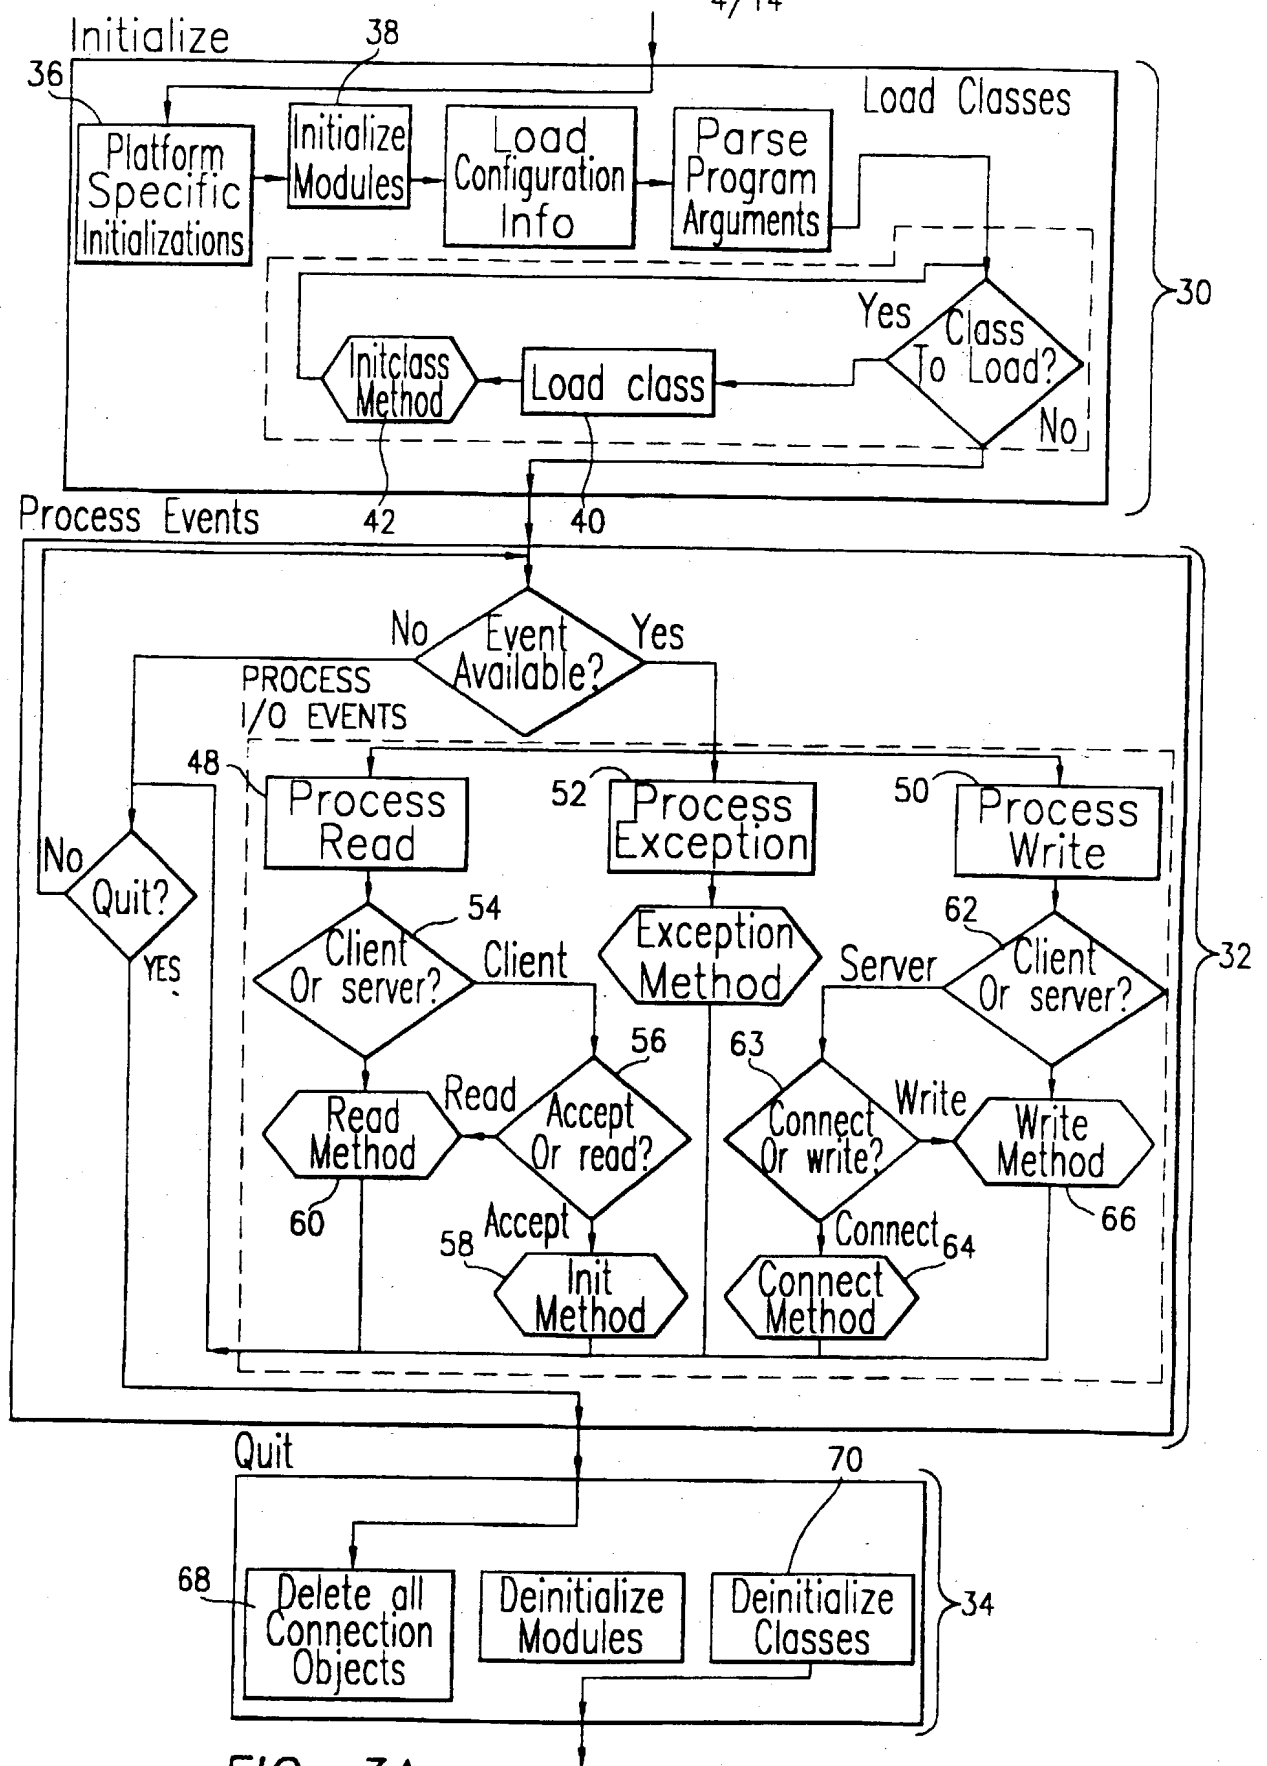 4/14
Initialize
38
36
Load Classes
Platform
Specific
Initializations
Initialize
Modules
Load
Configuration
Info
Parse
Program
Arguments
30
Yes
Class
To Load?
No
Initclass
Method
Load class
42
40
Process Events
No
Event
Available?
Yes
PROCESS
I/O EVENTS
48
Process
Read
52
Process
Exception
50
Process
Write
No
Quit?
YES
54
Client
Or server?
Client
Exception
Method
62
Server
Client
Or server?
32
56
63
Read
Method
Read
Accept
Or read?
Connect
Or write?
Write
Write
Method
60
Accept
58
Init
Method
Connect
64
Connect
Method
66
Quit
70
68
Delete all
Connection
Objects
Deinitialize
Modules
Deinitialize
Classes
34
FIG. 3A